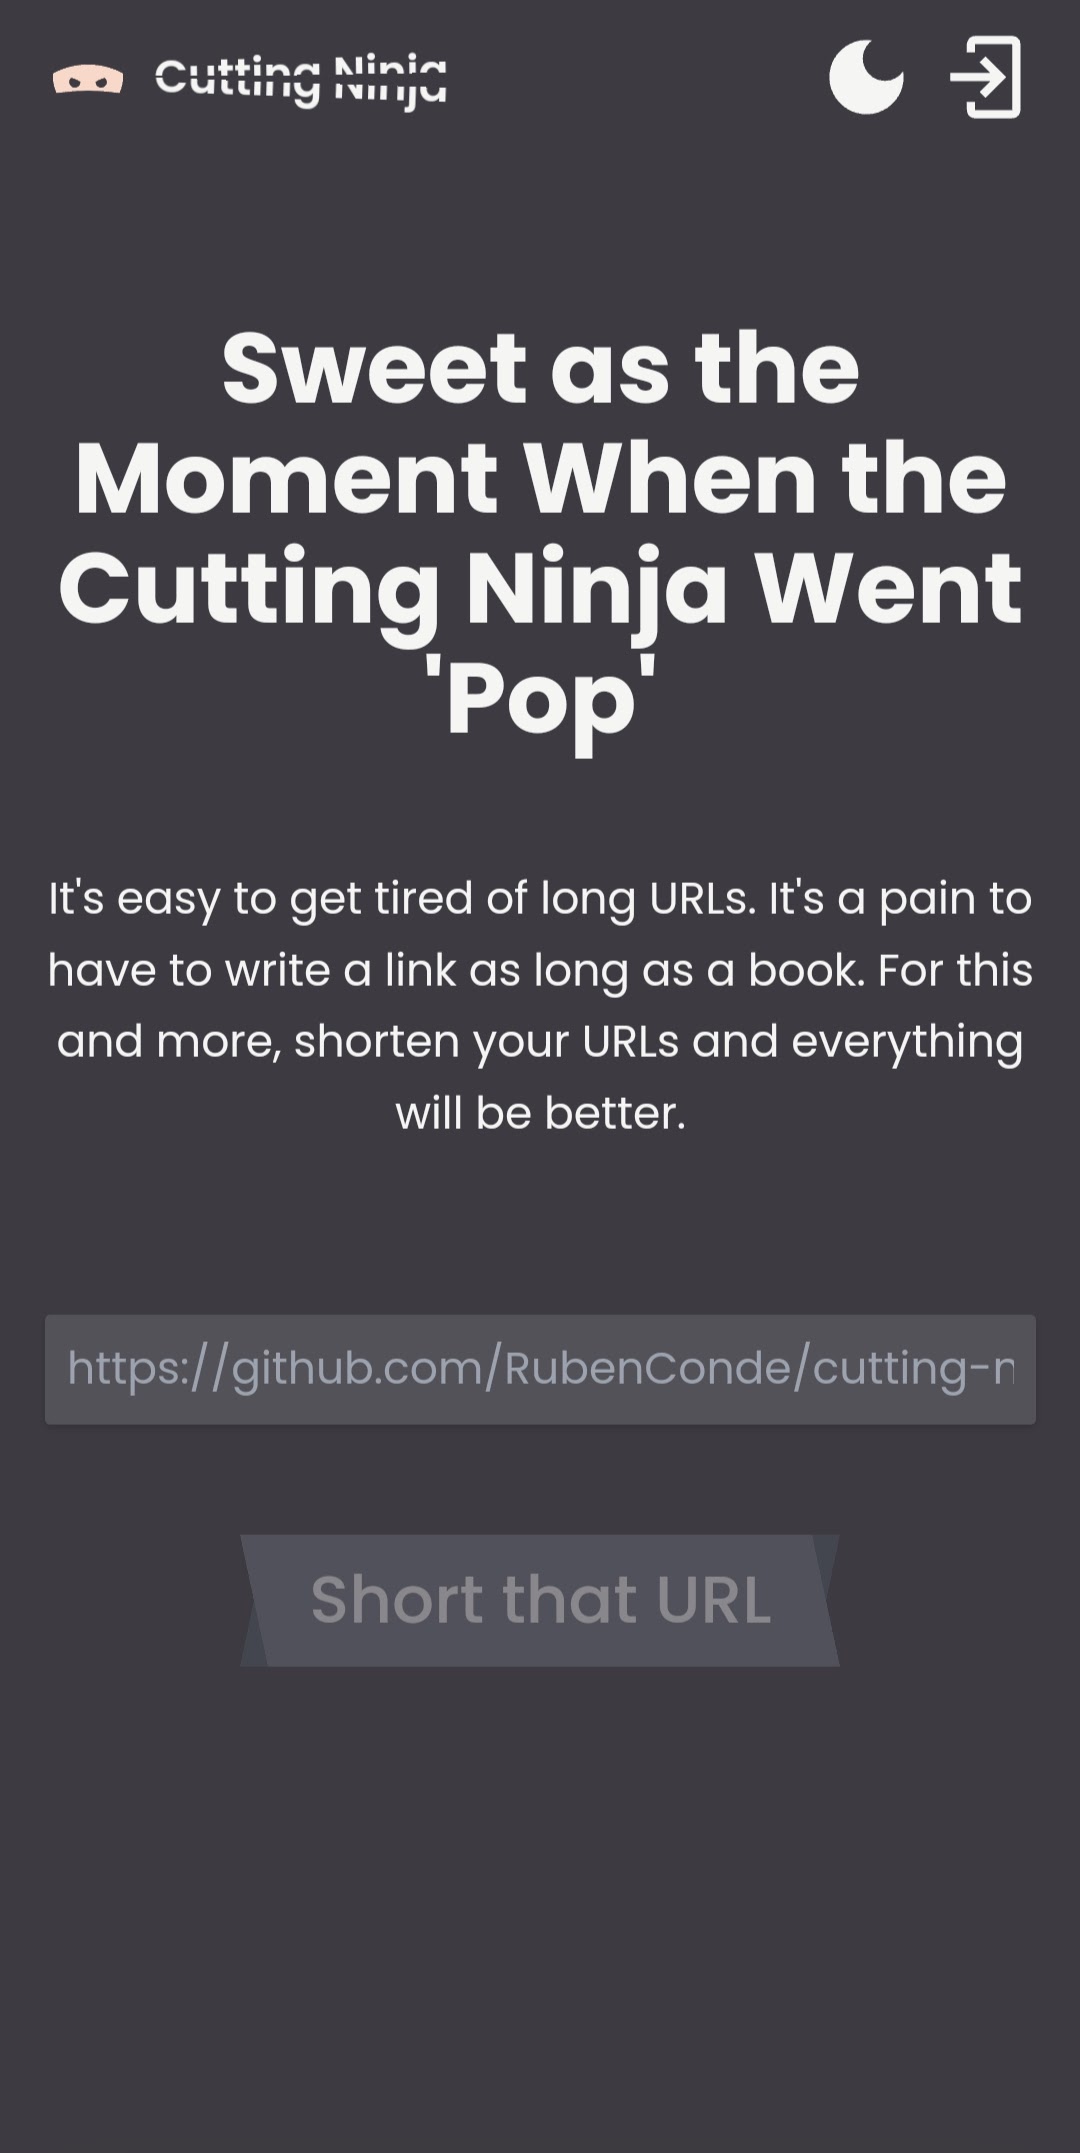 Cutting Ninja
Sweet as the
Moment When the
Cutting Ninja Went
'Pop'
It's easy to get tired of long URLs. It's a pain to
have to write a link as long as a book. For this
and more, shorten your URLs and everything
will be better.
https://github.com/RubenConde/cutting-n
Short that URL